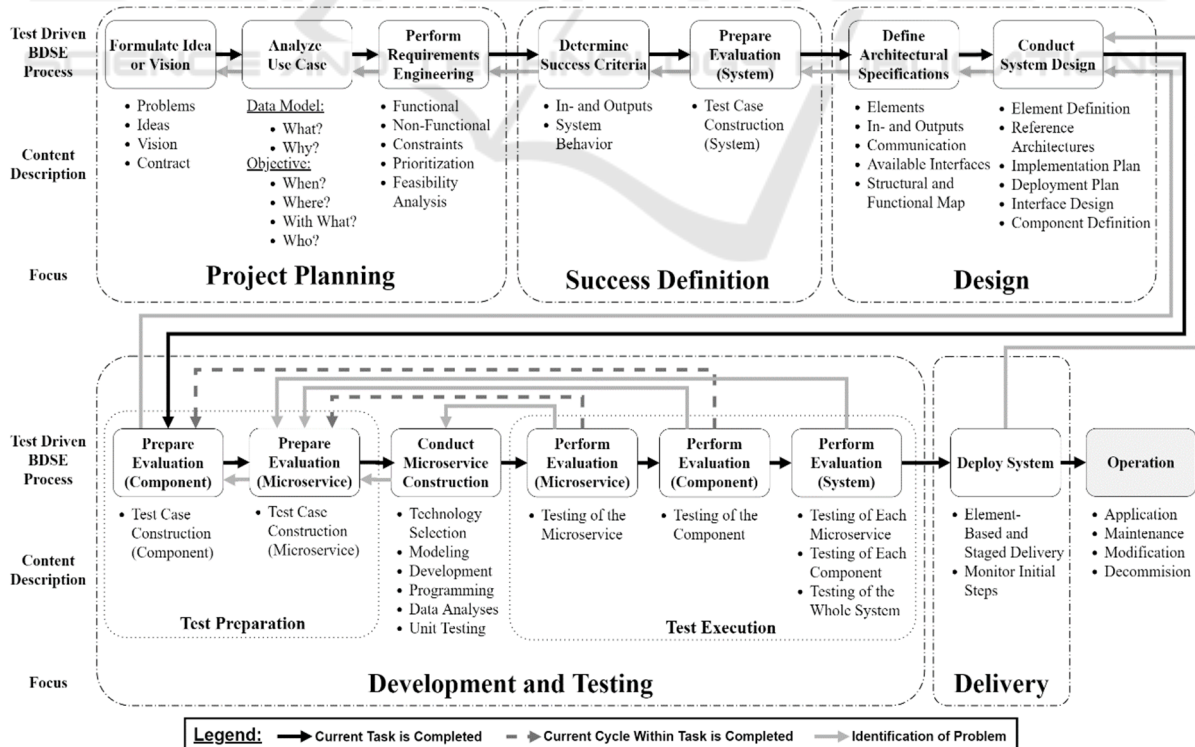 Test Driven
BDSE
Process
Formulate Idea
or Vision
Analyze
Use Case
Perform
Requirements
Engineering
Determine
Success Criteria
Prepare
Evaluation
(System)
Define
Architectural
Specifications
Conduct
System Design
SCIENCE AND TECHNOLOGY PUBLICATIONS
Content
Description
• Problems
• Ideas
• Vision
• Contract
Data Model:
• What?
• Why?
Objective:
• When?
• Where?
• With What?
• Who?
• Functional
• Non-Functional
• Constraints
• Prioritization
• Feasibility
Analysis
• In- and Outputs
• System
Behavior
• Test Case
Construction
(System)
• Elements
• In- and Outputs
• Communication
• Available Interfaces
• Structural and
Functional Map
• Element Definition
• Reference
Architectures
• Implementation Plan
• Deployment Plan
• Interface Design
• Component Definition
Focus
Project Planning
Success Definition
Design
Test Driven
BDSE
Process
Prepare
Evaluation
(Component)
Prepare
Evaluation
(Microservice)
Conduct
Microservice
Construction
Perform
Evaluation
(Microservice)
Perform
Evaluation
(Component)
Perform
Evaluation
(System)
Deploy System
Operation
Content
Description
• Test Case
Construction
(Component)
• Test Case
Construction
(Microservice)
• Technology
Selection
• Modeling
• Development
• Programming
• Data Analyses
• Unit Testing
• Testing of the
Microservice
• Testing of the
Component
• Testing of Each
Microservice
• Testing of Each
Component
• Testing of the
Whole System
• Element-
Based and
Staged Delivery
• Monitor Initial
Steps
• Application
• Maintenance
• Modification
• Decommision
Test Preparation
Test Execution
Focus
Development and Testing
Delivery
Legend:
Current Task is Completed
Current Cycle Within Task is Completed
Identification of Problem